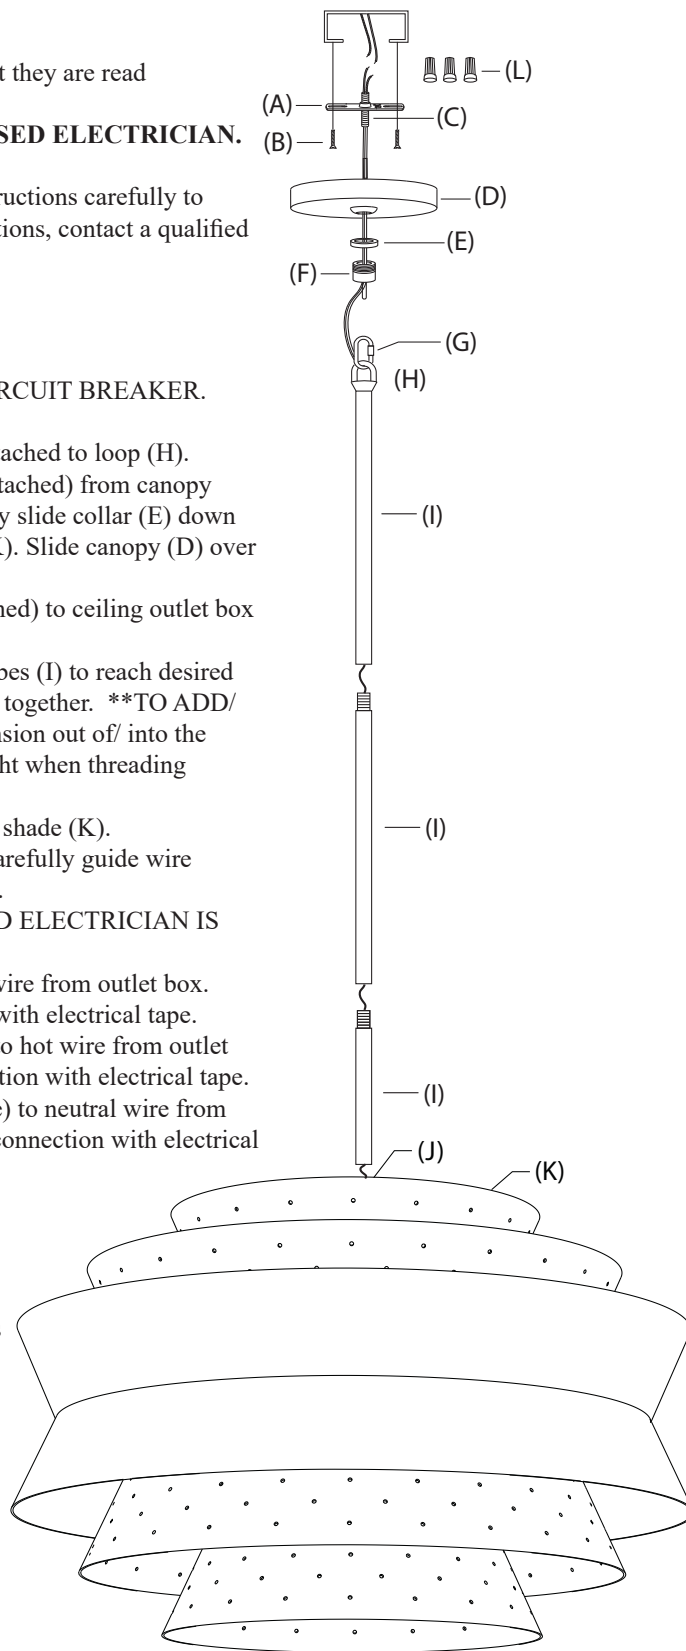 t they are read
SED ELECTRICIAN.
ructions carefully to
tions, contact a qualified
RCUIT BREAKER.
ached to loop (H).
tached) from canopy
y slide collar (E) down
K). Slide canopy (D) over
ned) to ceiling outlet box
bes (I) to reach desired
together. **TO ADD/
nsion out of/ into the
ht when threading
shade (K).
arefully guide wire
.
D ELECTRICIAN IS
wire from outlet box.
with electrical tape.
o hot wire from outlet
tion with electrical tape.
e) to neutral wire from
connection with electrical
(L)
(A)
(C)
(B)
(D)
(E)
(F)
(G)
(H)
(I)
(I)
(I)
(J)
(K)